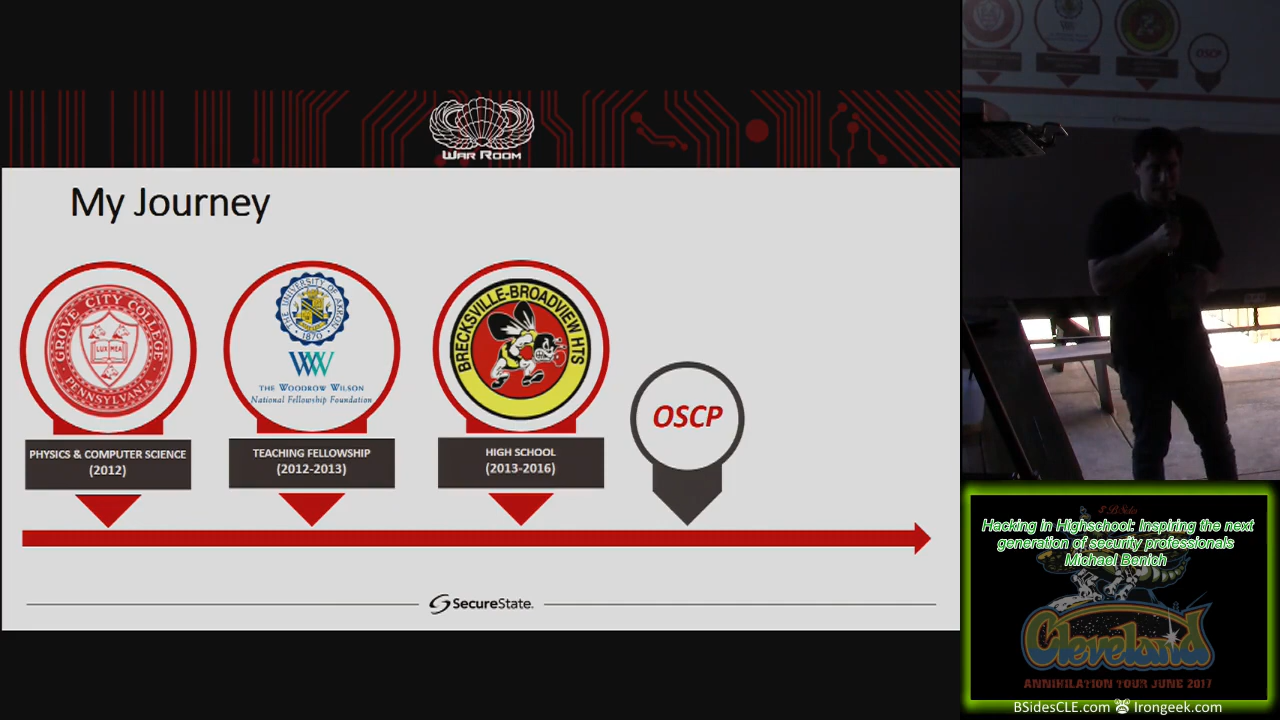 WAR ROOM
My Journey
GROVE CITY COLLEGE
LUX MEA
PENNSYLVANIA
PHYSICS & COMPUTER SCIENCE
(2012)
THE UNIVERSITY OF AKRON
1870
WW
THE WOODROW WILSON
National Fellowship Foundation
TEACHING FELLOWSHIP
(2012-2013)
BRECKSVILLE-BROADVIEW HTS
HIGH SCHOOL
(2013-2016)
OSCP
SecureState.
OSCP
Hacking in Highschool: Inspiring the next
generation of security professionals
Michael Benich
Cleveland
ANNIHILATION TOUR JUNE 2017
BSidesCLE.com Irongeek.com